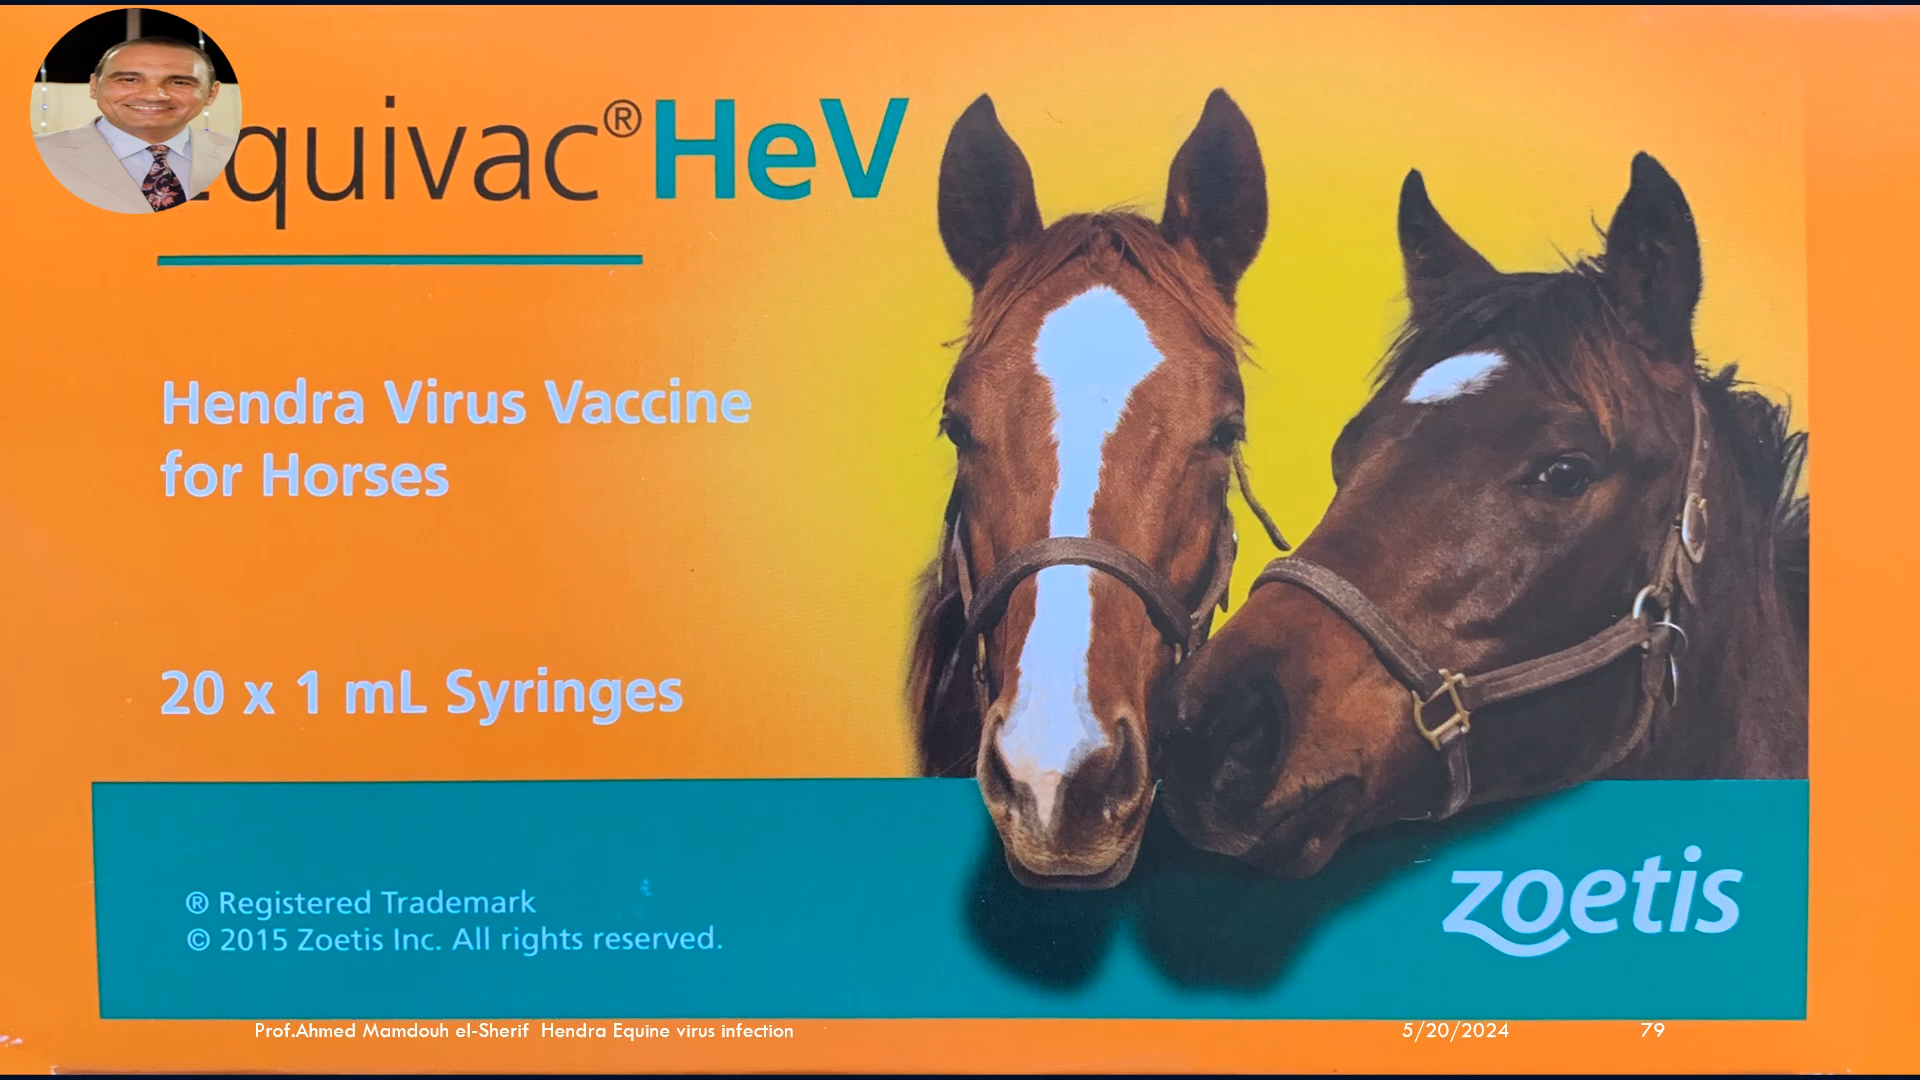 Equivac®HeV
Hendra Virus Vaccine
for Horses
20 x 1 mL Syringes
® Registered Trademark
© 2015 Zoetis Inc. All rights reserved.
zoetis
Prof.Ahmed Mamdouh el-Sherif Hendra Equine virus infection
5/20/2024
79